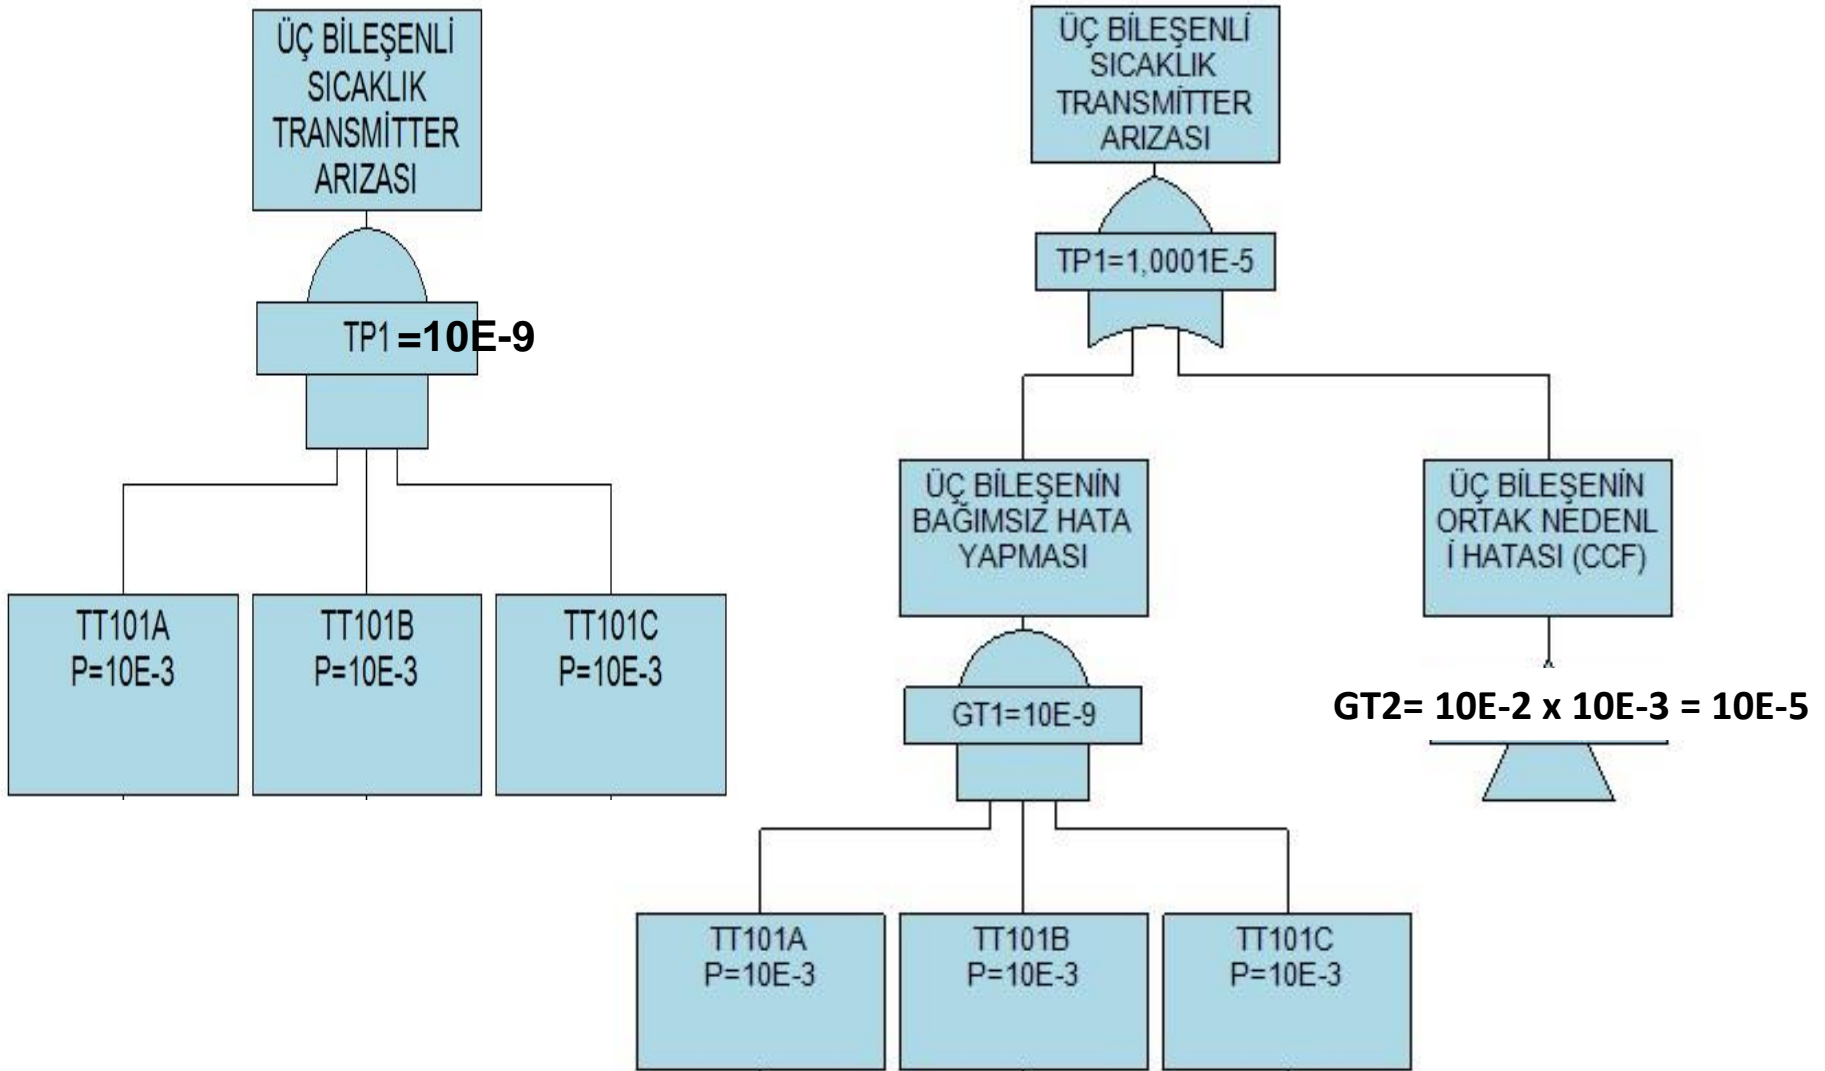 ÜÇ BİLEŞENLİ
SICAKLIK
TRANSMİTTER
ARIZASI
TP1 =10E-9
TT101A
P=10E-3
TT101B
P=10E-3
TT101C
P=10E-3
ÜÇ BİLEŞENLİ
SICAKLIK
TRANSMİTTER
ARIZASI
TP1=1,0001E-5
ÜÇ BİLEŞENİN
BAĞIMSIZ HATA
YAPMASI
ÜÇ BİLEŞENİN
ORTAK NEDENL
İ HATASI (CCF)
GT1=10E-9
GT2= 10E-2 x 10E-3 = 10E-5
TT101A
P=10E-3
TT101B
P=10E-3
TT101C
P=10E-3